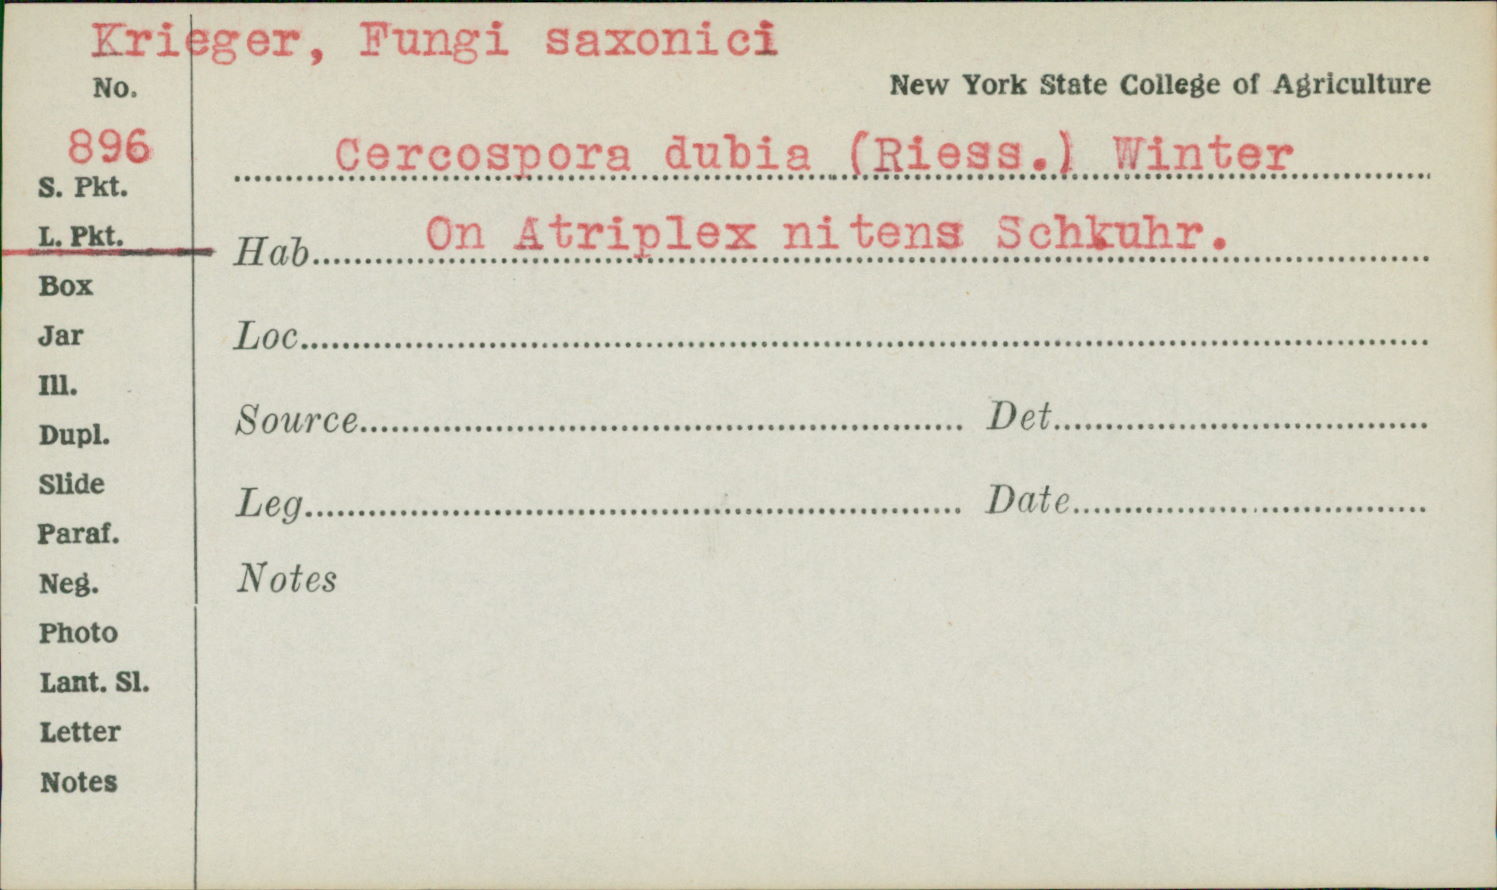 Krieger, Fungi saxonici
No.
New York State College of Agriculture
896
Cercospora dubia (Riess.) Winter
S. Pkt.
L. Pkt.
Hab. On Atriplex nitens Schkuhr.
Box
Jar
Loc.
Ill.
Source Det.
Dupl.
Slide
Leg. Date
Paraf.
Neg.
Notes
Photo
Lant. Sl.
Letter
Notes